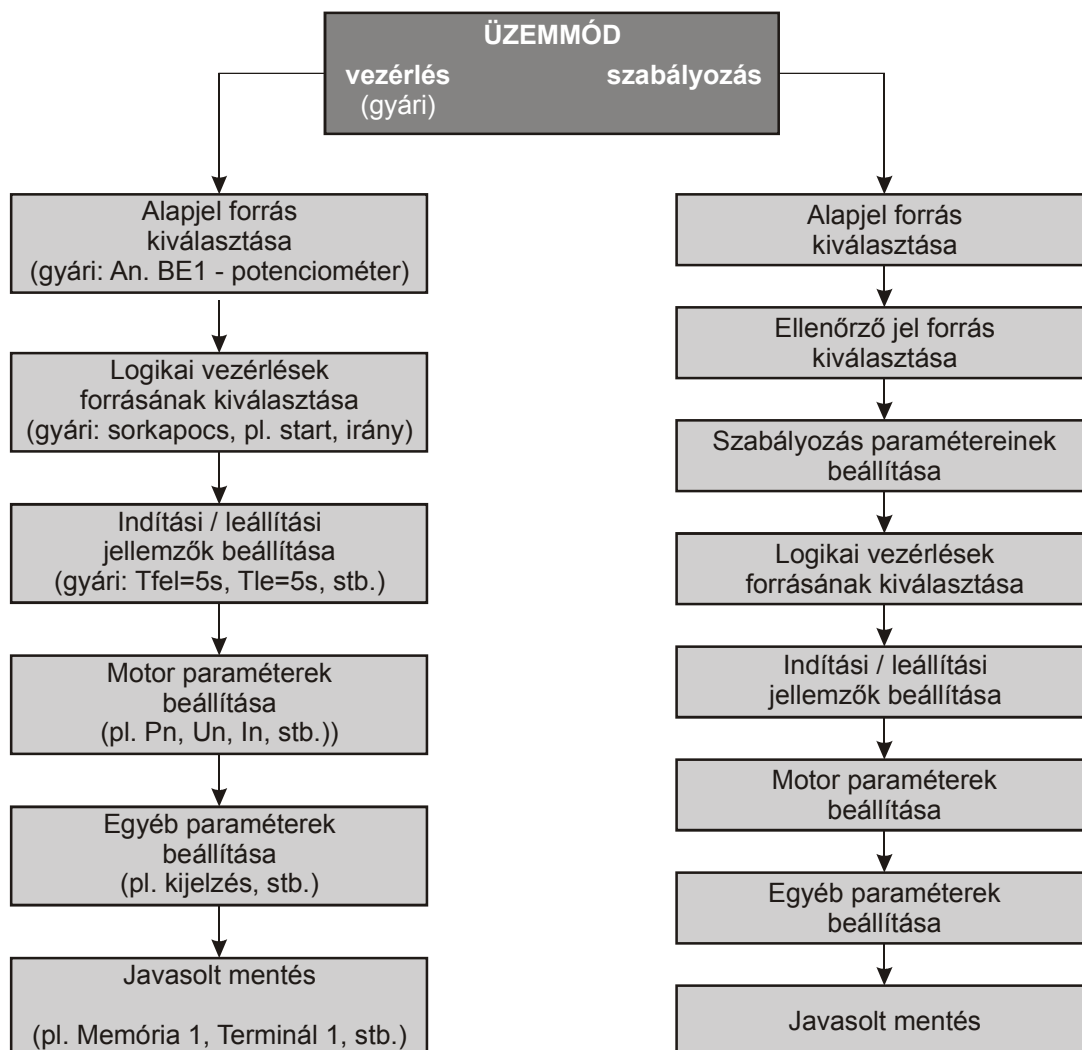 ÜZEMMÓD
vezérlés
(gyári)
szabályozás
Alapjel forrás
kiválasztása
(gyári: An. BE1 - potenciométer)
Logikai vezérlések
forrásának kiválasztása
(gyári: sorkapocs, pl. start, irány)
Indítási / leállítási
jellemzők beállítása
(gyári: Tfel=5s, Tle=5s, stb.)
Motor paraméterek
beállítása
(pl. Pn, Un, In, stb.))
Egyéb paraméterek
beállítása
(pl. kijelzés, stb.)
Javasolt mentés
(pl. Memória 1, Terminál 1, stb.)
Alapjel forrás
kiválasztása
Ellenőrző jel forrás
kiválasztása
Szabályozás paramétereinek
beállítása
Logikai vezérlések
forrásának kiválasztása
Indítási / leállítási
jellemzők beállítása
Motor paraméterek
beállítása
Egyéb paraméterek
beállítása
Javasolt mentés